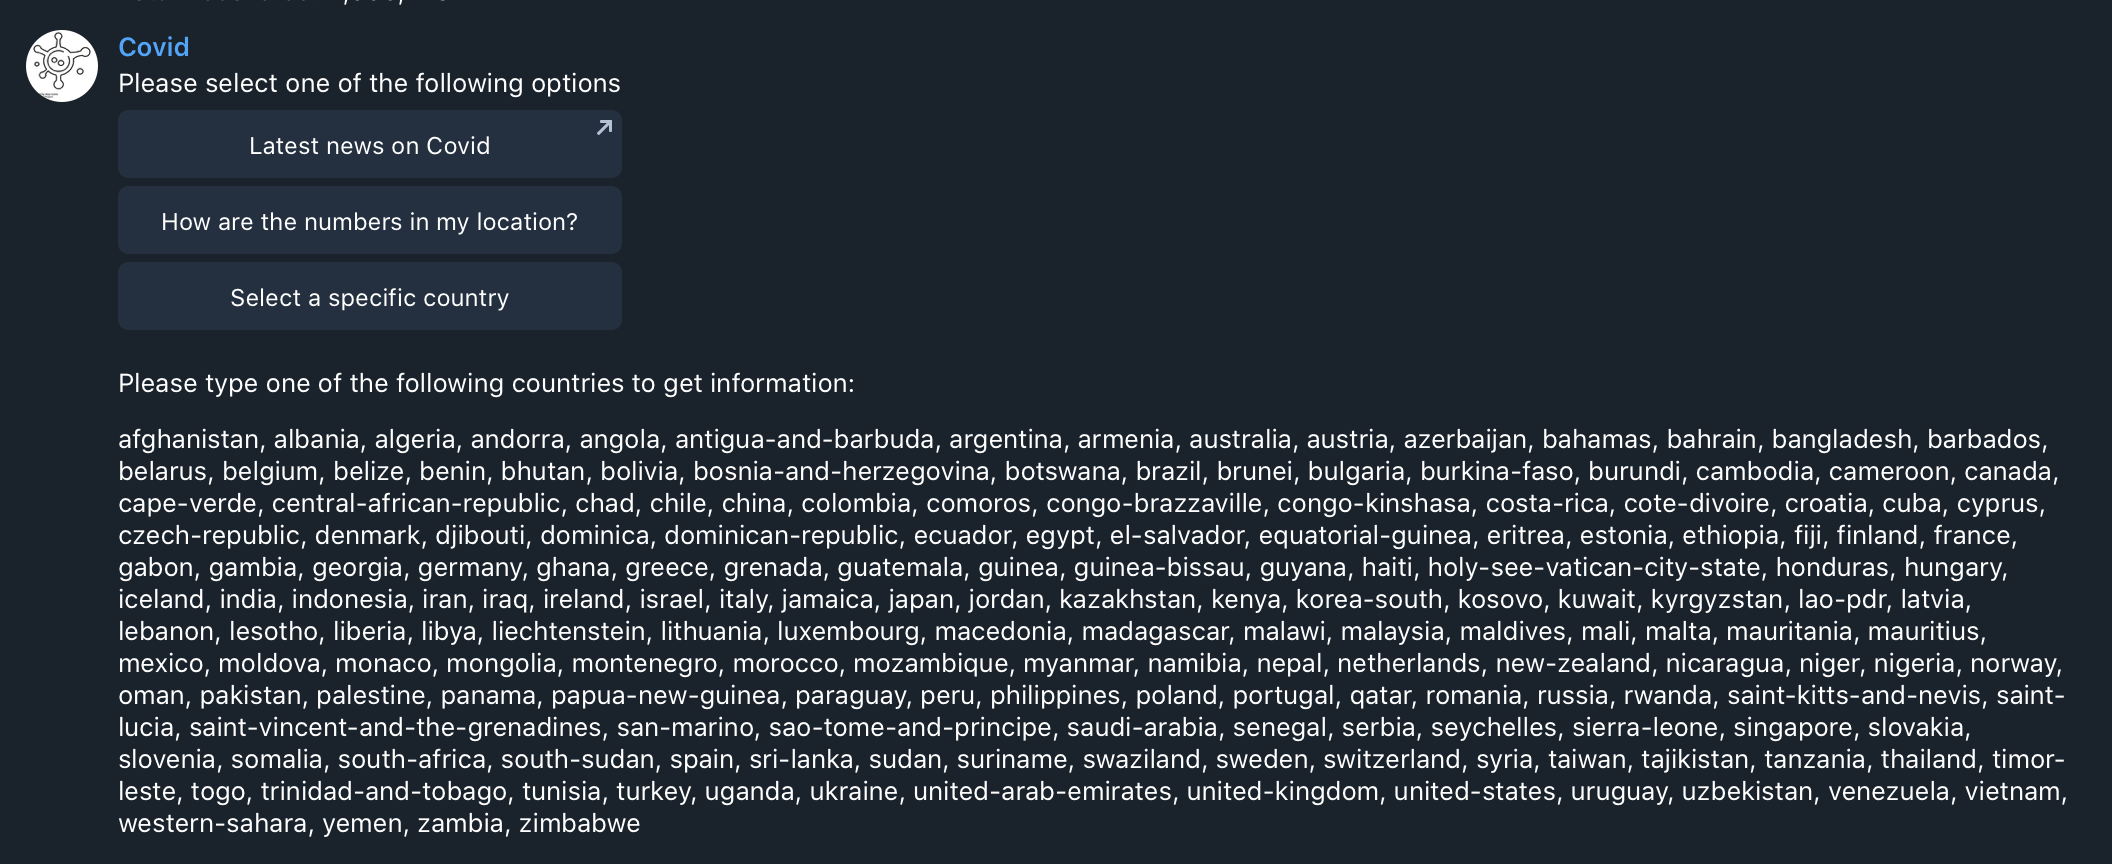 Covid
Please select one of the following options
Latest news on Covid
How are the numbers in my location?
Select a specific country
Please type one of the following countries to get information:
afghanistan, albania, algeria, andorra, angola, antigua-and-barbuda, argentina, armenia, australia, austria, azerbaijan, bahamas, bahrain, bangladesh, barbados,
belarus, belgium, belize, benin, bhutan, bolivia, bosnia-and-herzegovina, botswana, brazil, brunei, bulgaria, burkina-faso, burundi, cambodia, cameroon, canada,
cape-verde, central-african-republic, chad, chile, china, colombia, comoros, congo-brazzaville, congo-kinshasa, costa-rica, cote-divoire, croatia, cuba, cyprus,
czech-republic, denmark, djibouti, dominica, dominican-republic, ecuador, egypt, el-salvador, equatorial-guinea, eritrea, estonia, ethiopia, fiji, finland, france,
gabon, gambia, georgia, germany, ghana, greece, grenada, guatemala, guinea, guinea-bissau, guyana, haiti, holy-see-vatican-city-state, honduras, hungary,
iceland, india, indonesia, iran, iraq, ireland, israel, italy, jamaica, japan, jordan, kazakhstan, kenya, korea-south, kosovo, kuwait, kyrgyzstan, lao-pdr, latvia,
lebanon, lesotho, liberia, libya, liechtenstein, lithuania, luxembourg, macedonia, madagascar, malawi, malaysia, maldives, mali, malta, mauritania, mauritius,
mexico, moldova, monaco, mongolia, montenegro, morocco, mozambique, myanmar, namibia, nepal, netherlands, new-zealand, nicaragua, niger, nigeria, norway,
oman, pakistan, palestine, panama, papua-new-guinea, paraguay, peru, philippines, poland, portugal, qatar, romania, russia, rwanda, saint-kitts-and-nevis, saint-
lucia, saint-vincent-and-the-grenadines, san-marino, sao-tome-and-principe, saudi-arabia, senegal, serbia, seychelles, sierra-leone, singapore, slovakia,
slovenia, somalia, south-africa, south-sudan, spain, sri-lanka, sudan, suriname, swaziland, sweden, switzerland, syria, taiwan, tajikistan, tanzania, thailand, timor-
leste, togo, trinidad-and-tobago, tunisia, turkey, uganda, ukraine, united-arab-emirates, united-kingdom, united-states, uruguay, uzbekistan, venezuela, vietnam,
western-sahara, yemen, zambia, zimbabwe